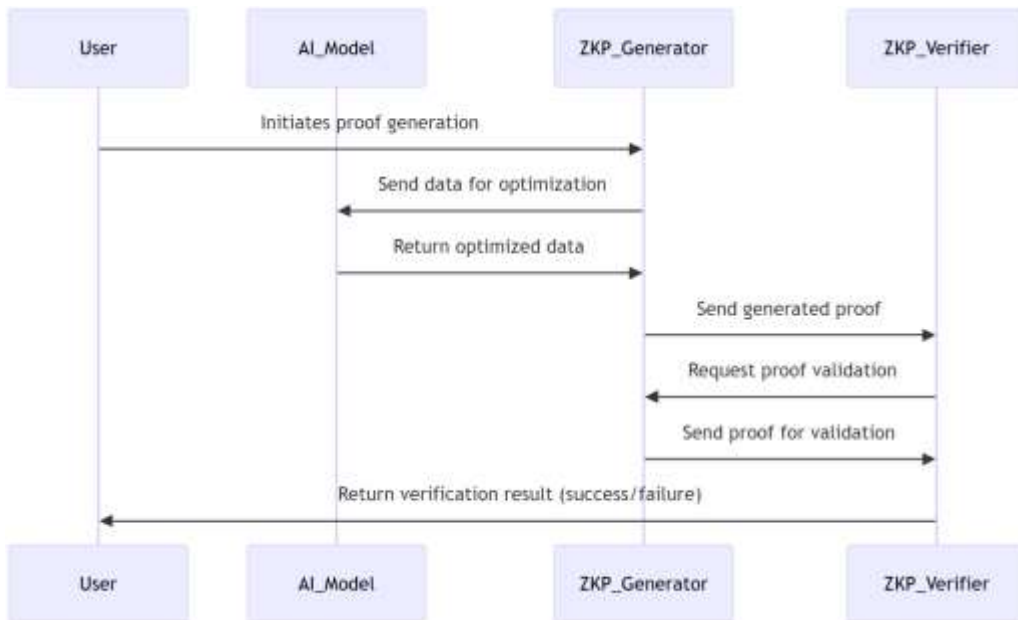 User AI_Model ZKP_Generator ZKP_Verifier
Initiates proof generation
Send data for optimization
Return optimized data
Send generated proof
Request proof validation
Send proof for validation
Return verification result (success/failure)
User AI_Model ZKP_Generator ZKP_Verifier